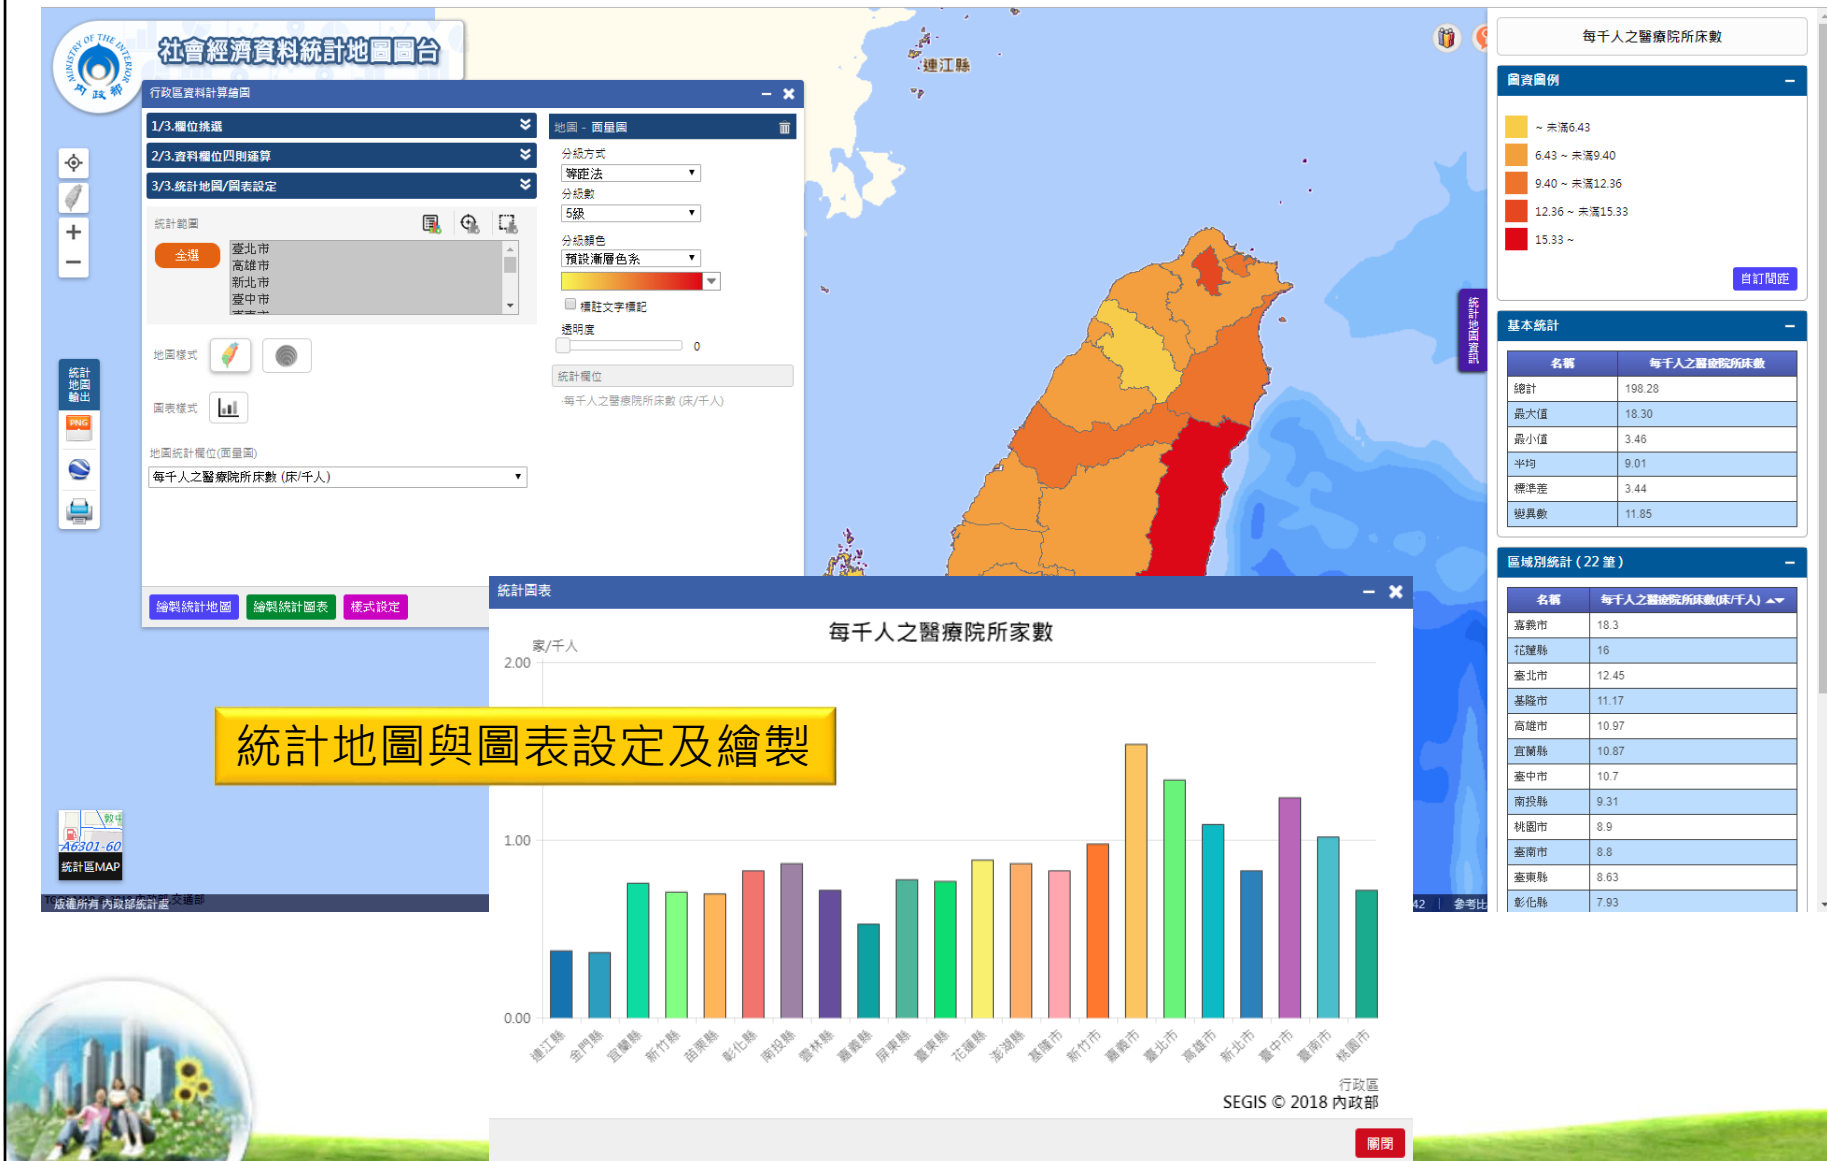 MINISTRY OF THE INTERIOR
內政部
社會經濟資料統計地圖圖台
行政區資料計算繪圖
1/3.欄位挑選
2/3.資料欄位四則運算
3/3.統計地圖/圖表設定
統計範圍
全選
臺北市
高雄市
新北市
臺中市
地圖樣式
圖表樣式
地圖統計欄位(面量圖)
每千人之醫療院所床數 (床/千人)
繪製統計地圖
繪製統計圖表
樣式設定
地圖 - 面量圖
分級方式
等距法
分級數
5級
分級顏色
預設漸層色系
標註文字標記
透明度
0
統計欄位
-每千人之醫療院所床數 (床/千人)
統計
地圖
輸出
PNG
連江縣
統計地圖資訊
每千人之醫療院所床數
圖資圖例
~ 未滿6.43
6.43 ~ 未滿9.40
9.40 ~ 未滿12.36
12.36 ~ 未滿15.33
15.33 ~
自訂間距
基本統計
名稱 每千人之醫療院所床數
總計 198.28
最大值 18.30
最小值 3.46
平均 9.01
標準差 3.44
變異數 11.85
區域別統計 ( 22 筆 )
名稱 每千人之醫療院所床數(床/千人)
嘉義市 18.3
花蓮縣 16
臺北市 12.45
基隆市 11.17
高雄市 10.97
宜蘭縣 10.87
臺中市 10.7
南投縣 9.31
桃園市 8.9
臺南市 8.8
臺東縣 8.63
彰化縣 7.93
統計圖表
每千人之醫療院所家數
家/千人
2.00
1.00
0.00
連江縣
金門縣
宜蘭縣
新竹縣
苗栗縣
彰化縣
南投縣
雲林縣
嘉義縣
屏東縣
臺東縣
花蓮縣
澎湖縣
基隆市
新竹市
嘉義市
臺北市
高雄市
新北市
臺中市
臺南市
桃園市
行政區
SEGIS © 2018 內政部
關閉
統計地圖與圖表設定及繪製
A6301-60
統計區MAP
版權所有 內政部統計處
42
參考比